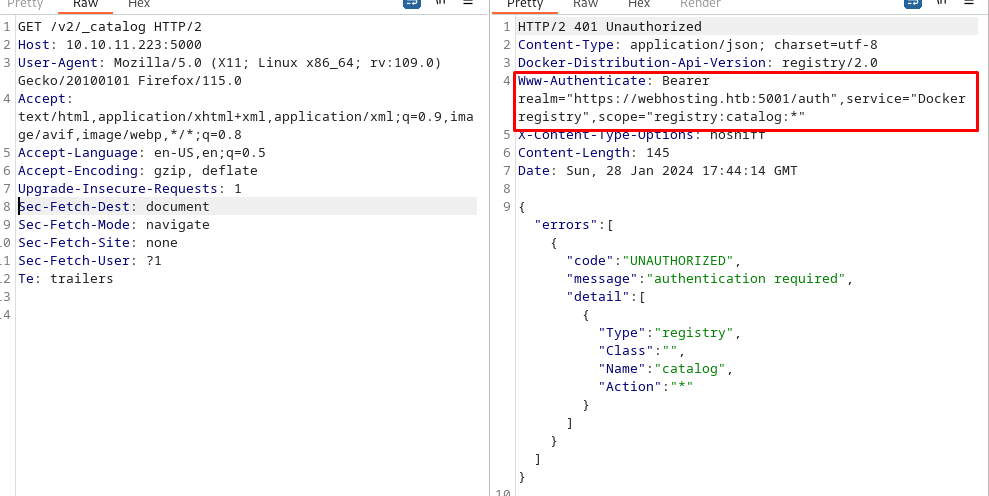 Pretty Raw Hex
1 GET /v2/_catalog HTTP/2
2 Host: 10.10.11.223:5000
3 User-Agent: Mozilla/5.0 (X11; Linux x86_64; rv:109.0)
Gecko/20100101 Firefox/115.0
4 Accept:
text/html,application/xhtml+xml,application/xml;q=0.9,ima
ge/avif,image/webp,*/*;q=0.8
5 Accept-Language: en-US,en;q=0.5
6 Accept-Encoding: gzip, deflate
7 Upgrade-Insecure-Requests: 1
8 Sec-Fetch-Dest: document
9 Sec-Fetch-Mode: navigate
10 Sec-Fetch-Site: none
11 Sec-Fetch-User: ?1
12 Te: trailers
13
14
Pretty Raw Hex Render
1 HTTP/2 401 Unauthorized
2 Content-Type: application/json; charset=utf-8
3 Docker-Distribution-Api-Version: registry/2.0
4 Www-Authenticate: Bearer
realm="https://webhosting.htb:5001/auth",service="Docker
registry",scope="registry:catalog:*"
5 X-Content-Type-Options: nosniff
6 Content-Length: 145
7 Date: Sun, 28 Jan 2024 17:44:14 GMT
8
9 {
"errors":[
{
"code":"UNAUTHORIZED",
"message":"authentication required",
"detail":[
{
"Type":"registry",
"Class":"",
"Name":"catalog",
"Action":"*"
}
]
}
]
}
10